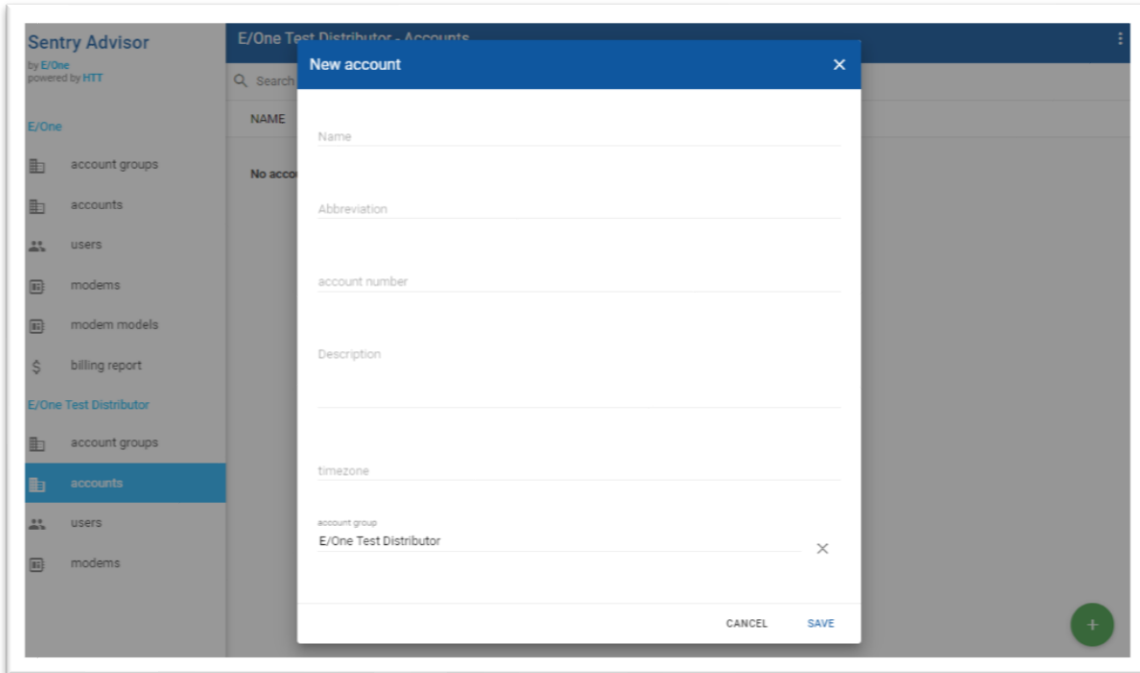 Sentry Advisor
by E/One
powered by HTT
E/One
account groups
accounts
users
modems
modem models
billing report
E/One Test Distributor
account groups
accounts
users
modems
E/One Test Distributor - Accounts
Search
NAME
No acco
New account
Name
Abbreviation
account number
Description
timezone
account group
E/One Test Distributor
CANCEL SAVE